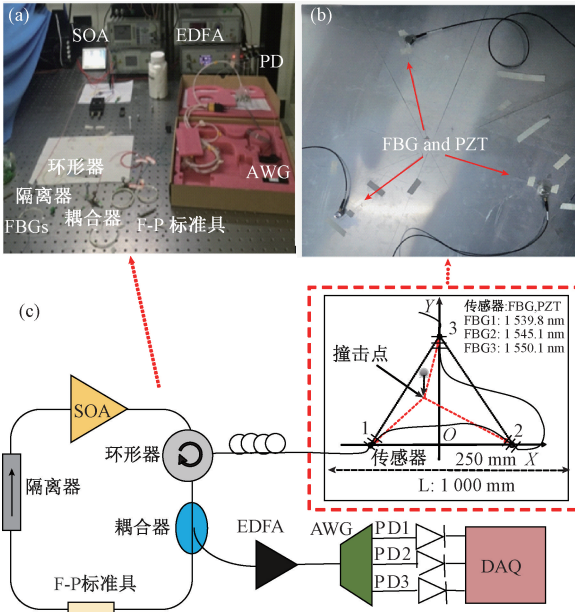 (a)
SOA
EDFA
PD
环形器
AWG
隔离器
FBGs
耦合器
F-P 标准具
(b)
FBG and PZT
(c)
SOA
环形器
隔离器
耦合器
F-P标准具
EDFA
AWG
PD1
PD2
PD3
DAQ
Y
传感器:FBG,PZT
FBG1: 1 539.8 nm
FBG2: 1 545.1 nm
FBG3: 1 550.1 nm
3
撞击点
1
2
O
传感器
250 mm
X
L: 1 000 mm